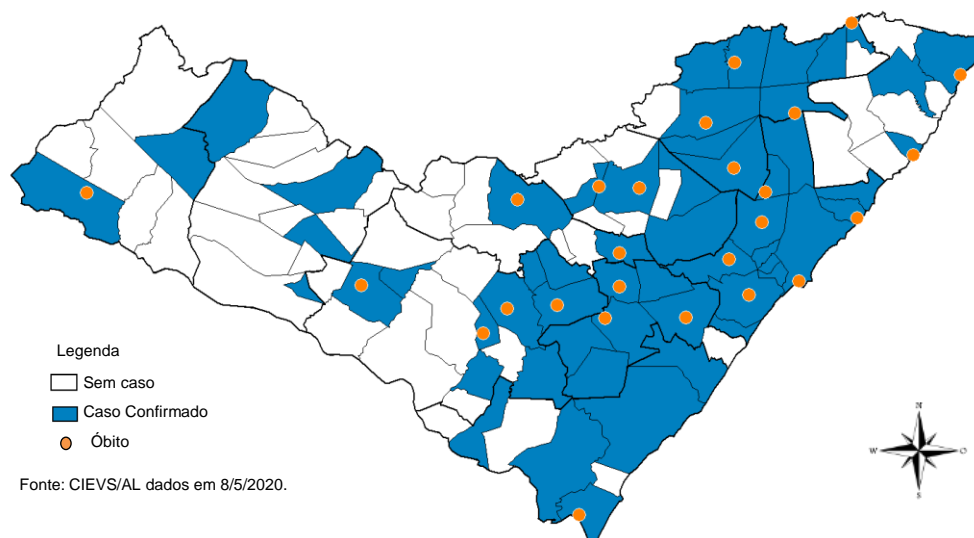 Legenda
Sem caso
Caso Confirmado
Óbito
Fonte: CIEVS/AL dados em 8/5/2020.
N
W O
S